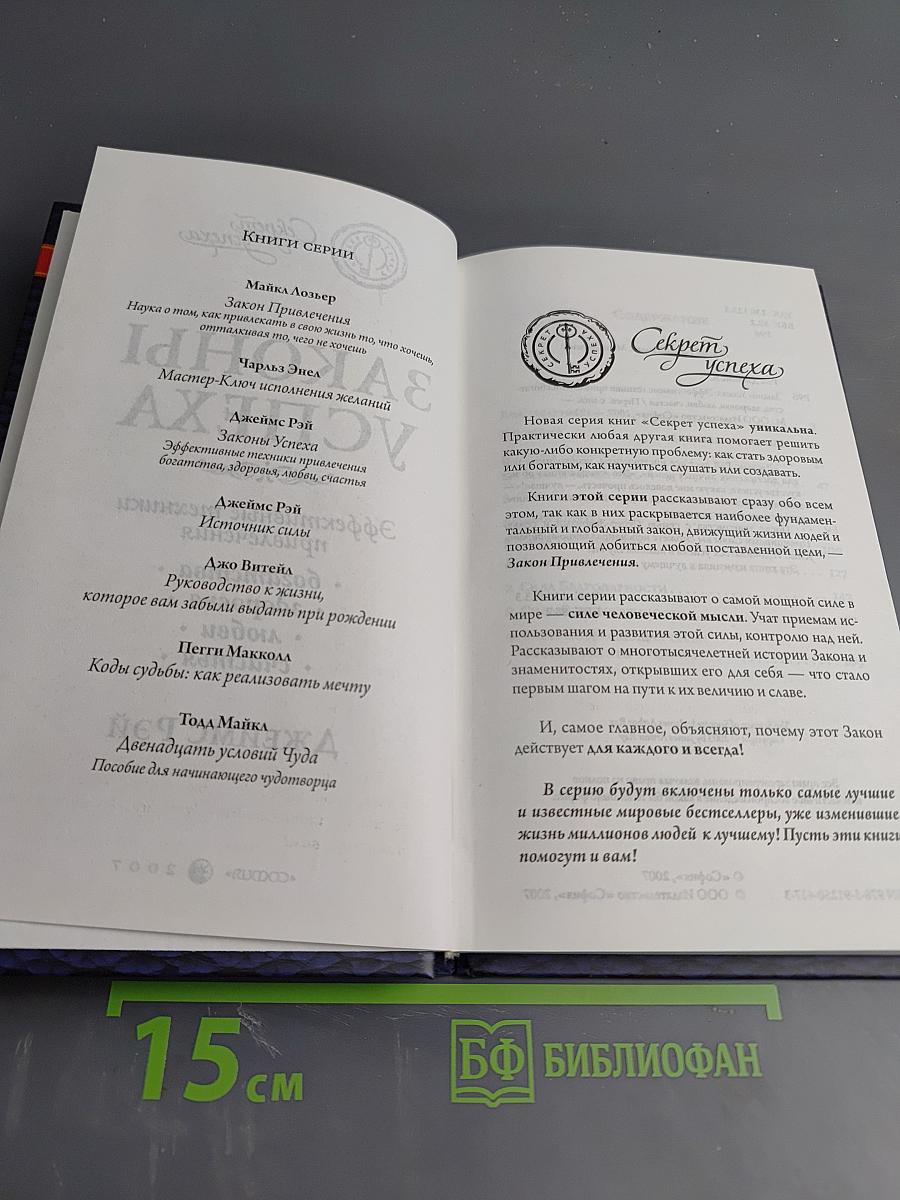 Книги серии
Майкл Лозьер
Закон Привлечения
Наука о том, как привлекать в свою жизнь то, что хочешь,
отталкивая то, чего не хочешь
Чарльз Энел
Мастер-Ключ исполнения желаний
Джеймс Рэй
Законы Успеха
Эффективные техники привлечения
богатства, здоровья, любви, счастья
Джеймс Рэй
Источник силы
Джо Витейл
Руководство к жизни,
которое вам забыли выдать при рождении
Пегги Макколл
Коды судьбы: как реализовать мечту
Тодд Майкл
Двенадцать условий Чуда
Пособие для начинающего чудотворца
СЕКРЕТ УСПЕХА
Секрет
успеха
Новая серия книг «Секрет успеха» уникальна.
Практически любая другая книга помогает решить
какую-либо конкретную проблему: как стать здоровым
или богатым, как научиться слушать или создавать.
Книги этой серии рассказывают сразу обо всем
этом, так как в них раскрывается наиболее фундамен-
тальный и глобальный закон, движущий жизни людей и
позволяющий добиться любой поставленной цели, —
Закон Привлечения.
Книги серии рассказывают о самой мощной силе в
мире — силе человеческой мысли. Учат приемам ис-
пользования и развития этой силы, контролю над ней.
Рассказывают о многотысячелетней истории Закона и
знаменитостях, открывших его для себя — что стало
первым шагом на пути к их величию и славе.
И, самое главное, объясняют, почему этот Закон
действует для каждого и всегда!
В серию будут включены только самые лучшие
и известные мировые бестселлеры, уже изменившие
жизнь миллионов людей к лучшему! Пусть эти книги
помогут и вам!
15 см
БФ БИБЛИОФАН